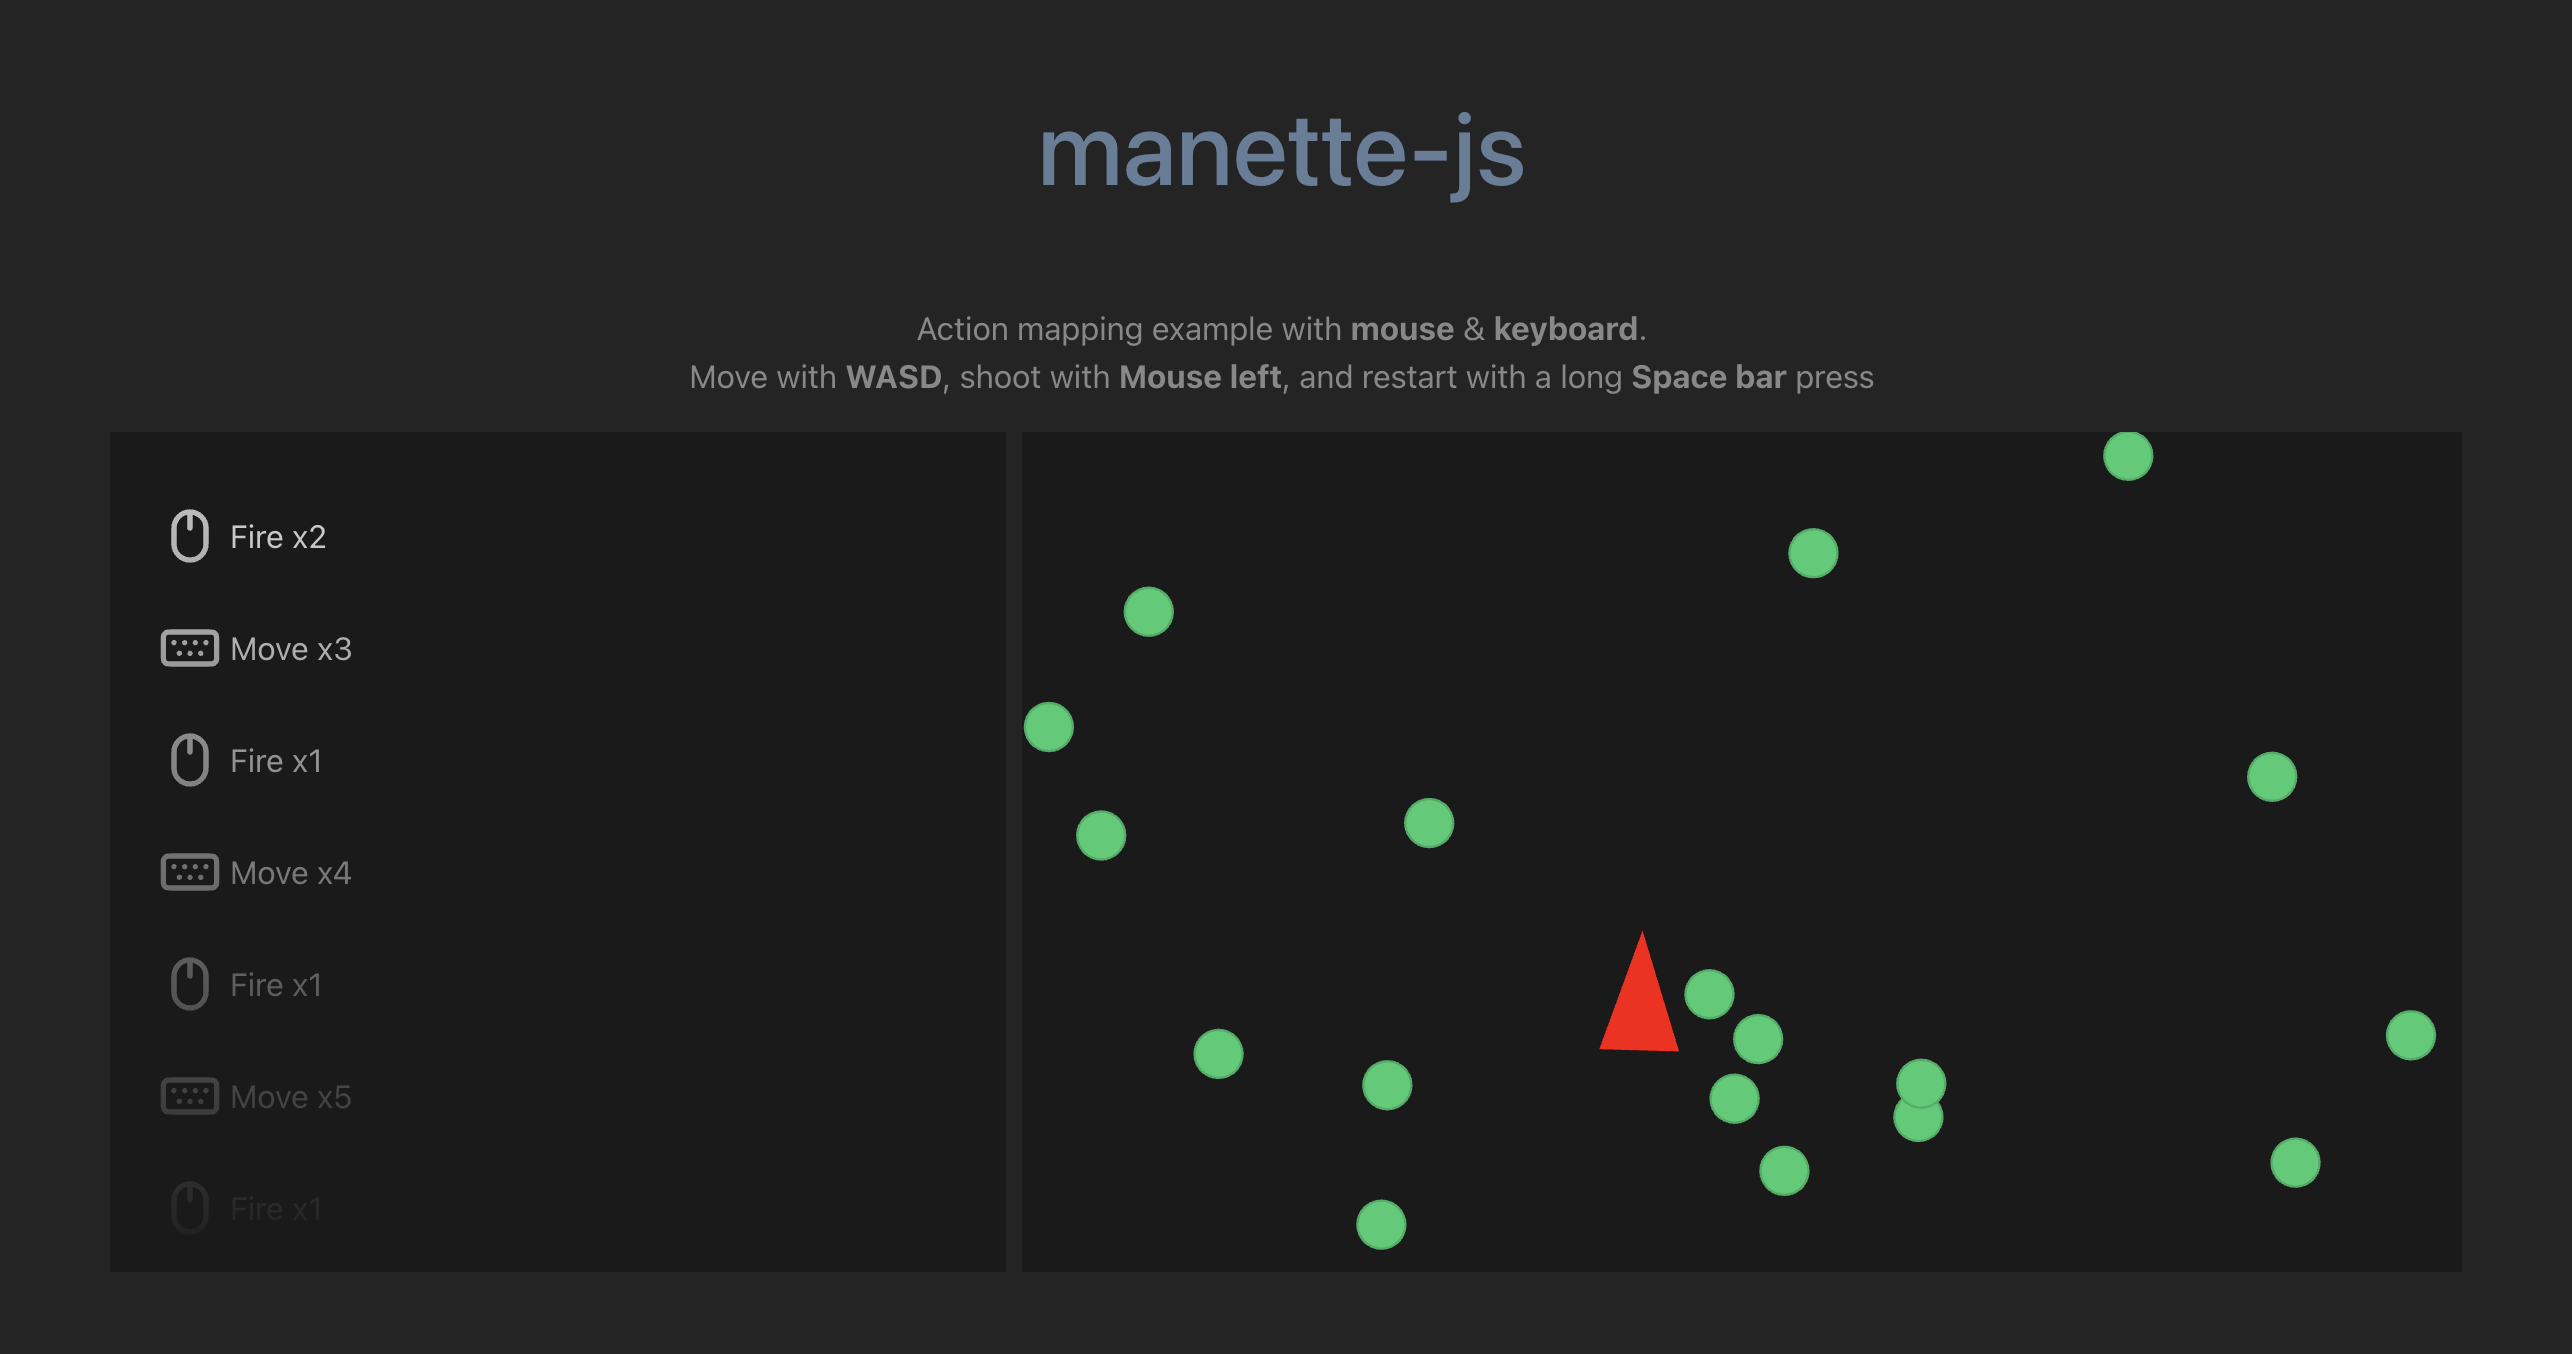 manette-js
Action mapping example with mouse & keyboard.
Move with WASD, shoot with Mouse left, and restart with a long Space bar press
Fire x2
Move x3
Fire x1
Move x4
Fire x1
Move x5
Fire x1